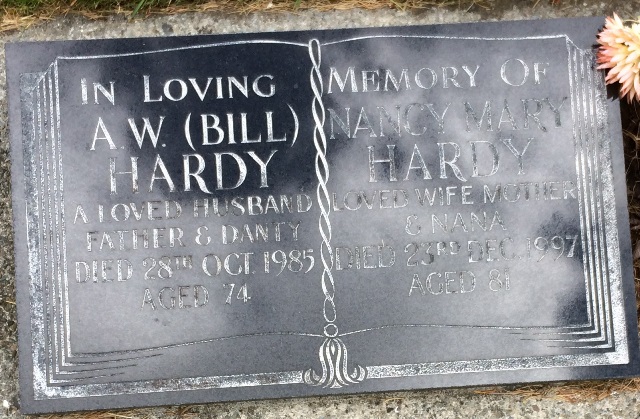 IN LOVING
A.W. (BILL)
HARDY
A LOVED HUSBAND
FATHER & DANTY
DIED 28TH OCT 1985
AGED 74
MEMORY OF
NANCY MARY
HARDY
LOVED WIFE MOTHER
& NANA
DIED 23RD DEC. 1997
AGED 81